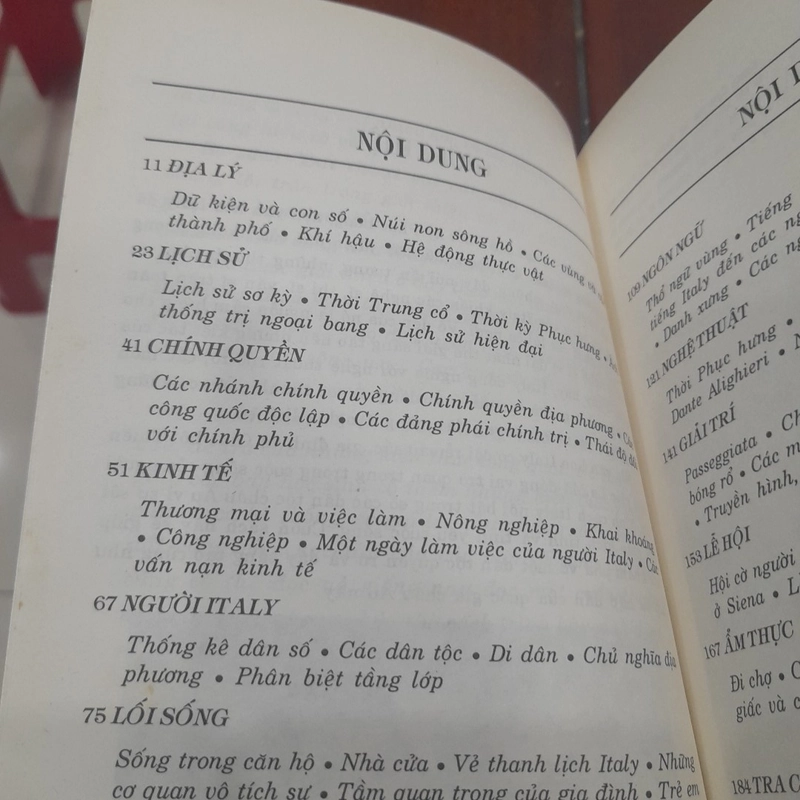 NỘI DUNG
11 ĐỊA LÝ
Dữ kiện và con số • Núi non sông hồ • Các vùng
thành phố • Khí hậu • Hệ động thực vật
23 LỊCH SỬ
Lịch sử sơ kỳ • Thời Trung cổ • Thời kỳ Phục hưng •
thống trị ngoại bang • Lịch sử hiện đại
41 CHÍNH QUYỀN
Các nhánh chính quyền • Chính quyền địa phương •
công quốc độc lập • Các đảng phái chính trị • Thái độ
với chính phủ
51 KINH TẾ
Thương mại và việc làm • Nông nghiệp • Khai khoáng
• Công nghiệp • Một ngày làm việc của người Italy •
vấn nạn kinh tế
67 NGƯỜI ITALY
Thống kê dân số • Các dân tộc • Di dân • Chủ nghĩa địa
phương • Phân biệt tầng lớp
75 LỐI SỐNG
Sống trong căn hộ • Nhà cửa • Vẻ thanh lịch Italy • Những
cơ quan vô tích sự • Tầm quan trọng của gia đình • Trẻ em
NỘI
109 NGÔN NGỮ
Thổ ngữ vùng • Tiếng
tiếng Italy đến các
• Danh xưng • Các
121 NGHỆ THUẬT
Thời Phục hưng •
Dante Alighieri •
141 GIẢI TRÍ
Passeggiata •
bóng rổ • Các
• Truyền hình,
153 LỄ HỘI
Hội cờ người
ở Siena •
167 ẨM THỰC
Đi chợ •
giấc và
184 TRA